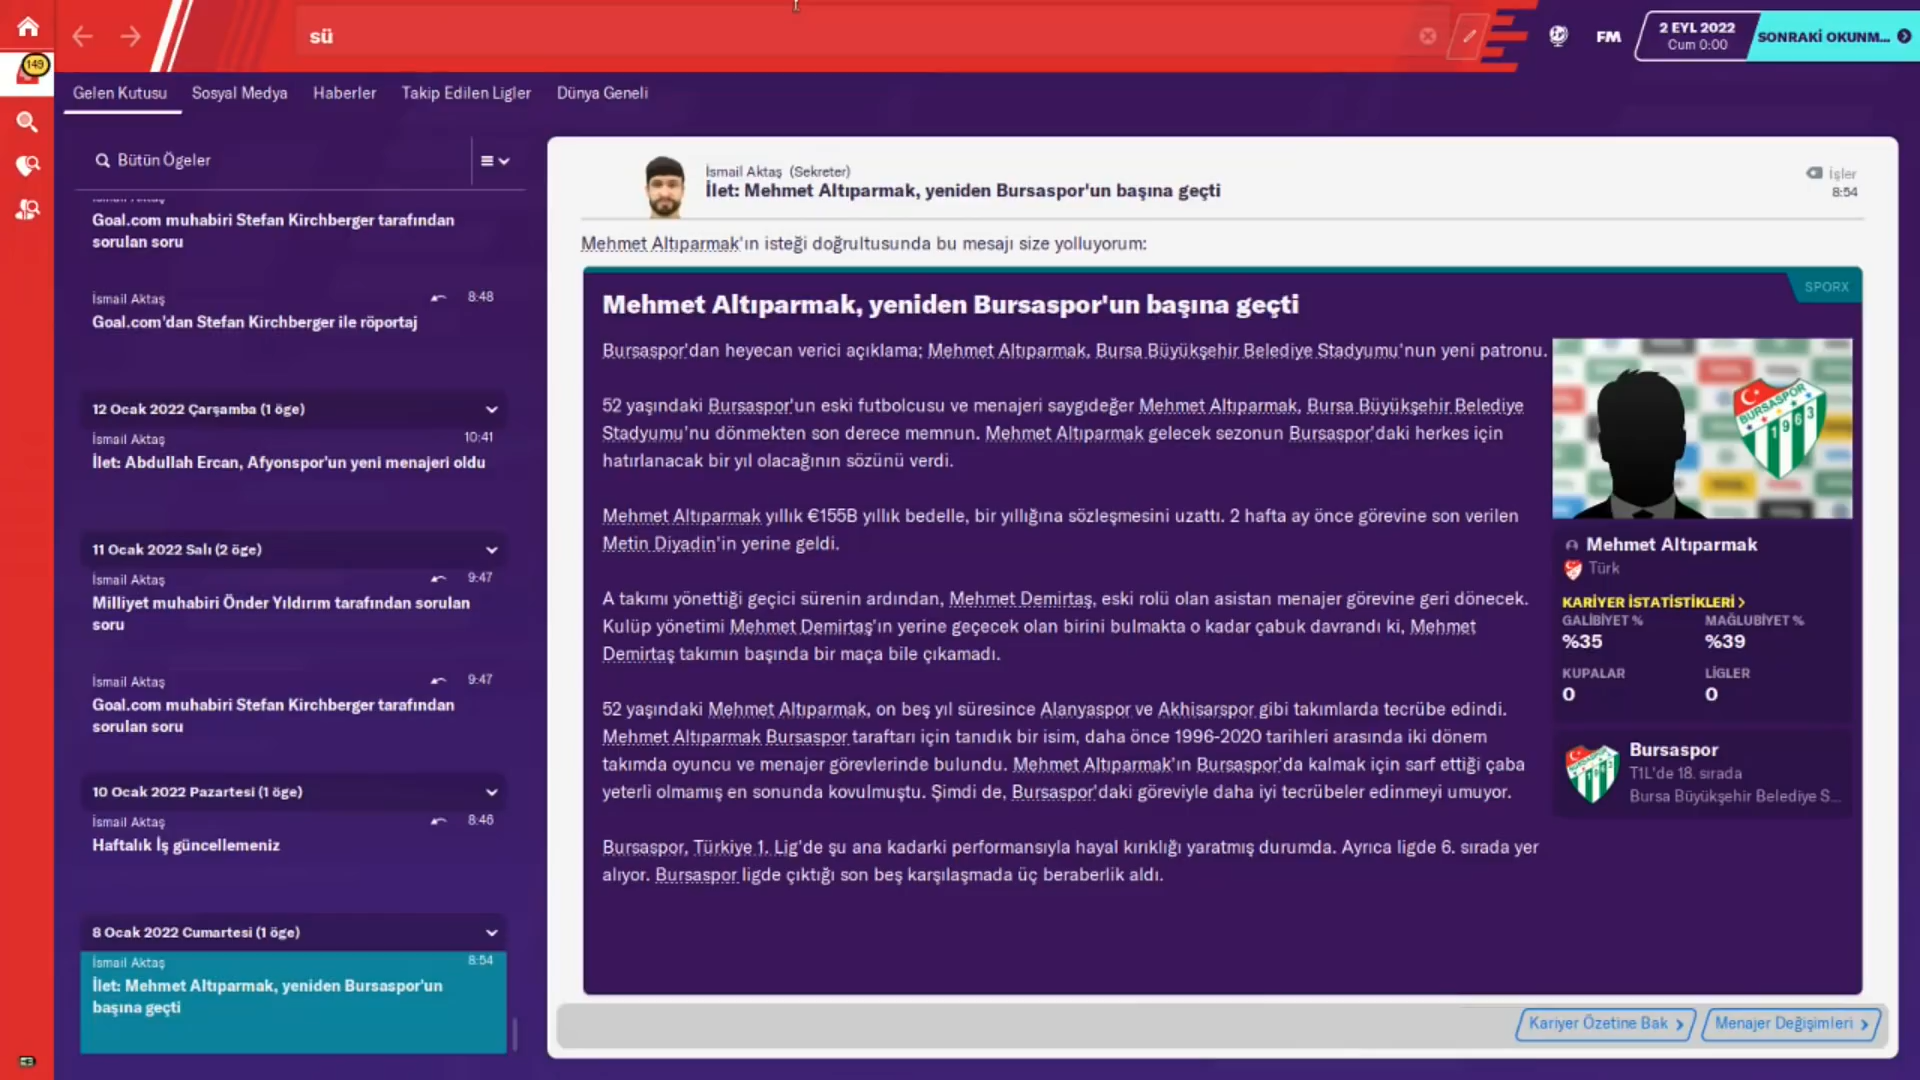 sü
FM
2 EYL 2022
Cum 0:00
SONRAKİ OKUNM...
149
Gelen Kutusu
Sosyal Medya
Haberler
Takip Edilen Ligler
Dünya Geneli
Bütün Ögeler
Goal.com muhabiri Stefan Kirchberger tarafından
sorulan soru
İsmail Aktaş
8:48
Goal.com'dan Stefan Kirchberger ile röportaj
12 Ocak 2022 Çarşamba (1 öge)
İsmail Aktaş
10:41
İlet: Abdullah Ercan, Afyonspor'un yeni menajeri oldu
11 Ocak 2022 Salı (2 öge)
İsmail Aktaş
9:47
Milliyet muhabiri Önder Yıldırım tarafından sorulan
soru
İsmail Aktaş
9:47
Goal.com muhabiri Stefan Kirchberger tarafından
sorulan soru
10 Ocak 2022 Pazartesi (1 öge)
İsmail Aktaş
8:46
Haftalık İş güncellemeniz
8 Ocak 2022 Cumartesi (1 öge)
İsmail Aktaş
8:54
İlet: Mehmet Altıparmak, yeniden Bursaspor'un
başına geçti
İsmail Aktaş (Sekreter)
İlet: Mehmet Altıparmak, yeniden Bursaspor'un başına geçti
İşler
8:54
Mehmet Altıparmak'ın isteği doğrultusunda bu mesajı size yolluyorum:
SPORX
Mehmet Altıparmak, yeniden Bursaspor'un başına geçti
Bursaspor'dan heyecan verici açıklama; Mehmet Altıparmak, Bursa Büyükşehir Belediye Stadyumu'nun yeni patronu.
52 yaşındaki Bursaspor'un eski futbolcusu ve menajeri saygıdeğer Mehmet Altıparmak, Bursa Büyükşehir Belediye
Stadyumu'nu dönmekten son derece memnun. Mehmet Altıparmak gelecek sezonun Bursaspor'daki herkes için
hatırlanacak bir yıl olacağının sözünü verdi.
Mehmet Altıparmak yıllık €155B yıllık bedelle, bir yıllığına sözleşmesini uzattı. 2 hafta ay önce görevine son verilen
Metin Diyadin'in yerine geldi.
A takımı yönettiği geçici sürenin ardından, Mehmet Demirtaş, eski rolü olan asistan menajer görevine geri dönecek.
Kulüp yönetimi Mehmet Demirtaş'ın yerine geçecek olan birini bulmakta o kadar çabuk davrandı ki, Mehmet
Demirtaş takımın başında bir maça bile çıkamadı.
52 yaşındaki Mehmet Altıparmak, on beş yıl süresince Alanyaspor ve Akhisarspor gibi takımlarda tecrübe edindi.
Mehmet Altıparmak Bursaspor taraftarı için tanıdık bir isim, daha önce 1996-2020 tarihleri arasında iki dönem
takımda oyuncu ve menajer görevlerinde bulundu. Mehmet Altıparmak'ın Bursaspor'da kalmak için sarf ettiği çaba
yeterli olmamış en sonunda kovulmuştu. Şimdi de, Bursaspor'daki göreviyle daha iyi tecrübeler edinmeyi umuyor.
Bursaspor, Türkiye 1. Lig'de şu ana kadarki performansıyla hayal kırıklığı yaratmış durumda. Ayrıca ligde 6. sırada yer
alıyor. Bursaspor ligde çıktığı son beş karşılaşmada üç beraberlik aldı.
BURSASPOR
1963
Mehmet Altıparmak
Türk
KARİYER İSTATİSTİKLERİ >
GALİBİYET %
MAĞLUBİYET %
%35
%39
KUPALAR
LİGLER
0
0
Bursaspor
T1L'de 18. sırada
Bursa Büyükşehir Belediye S...
Kariyer Özetine Bak >
Menajer Değişimleri >